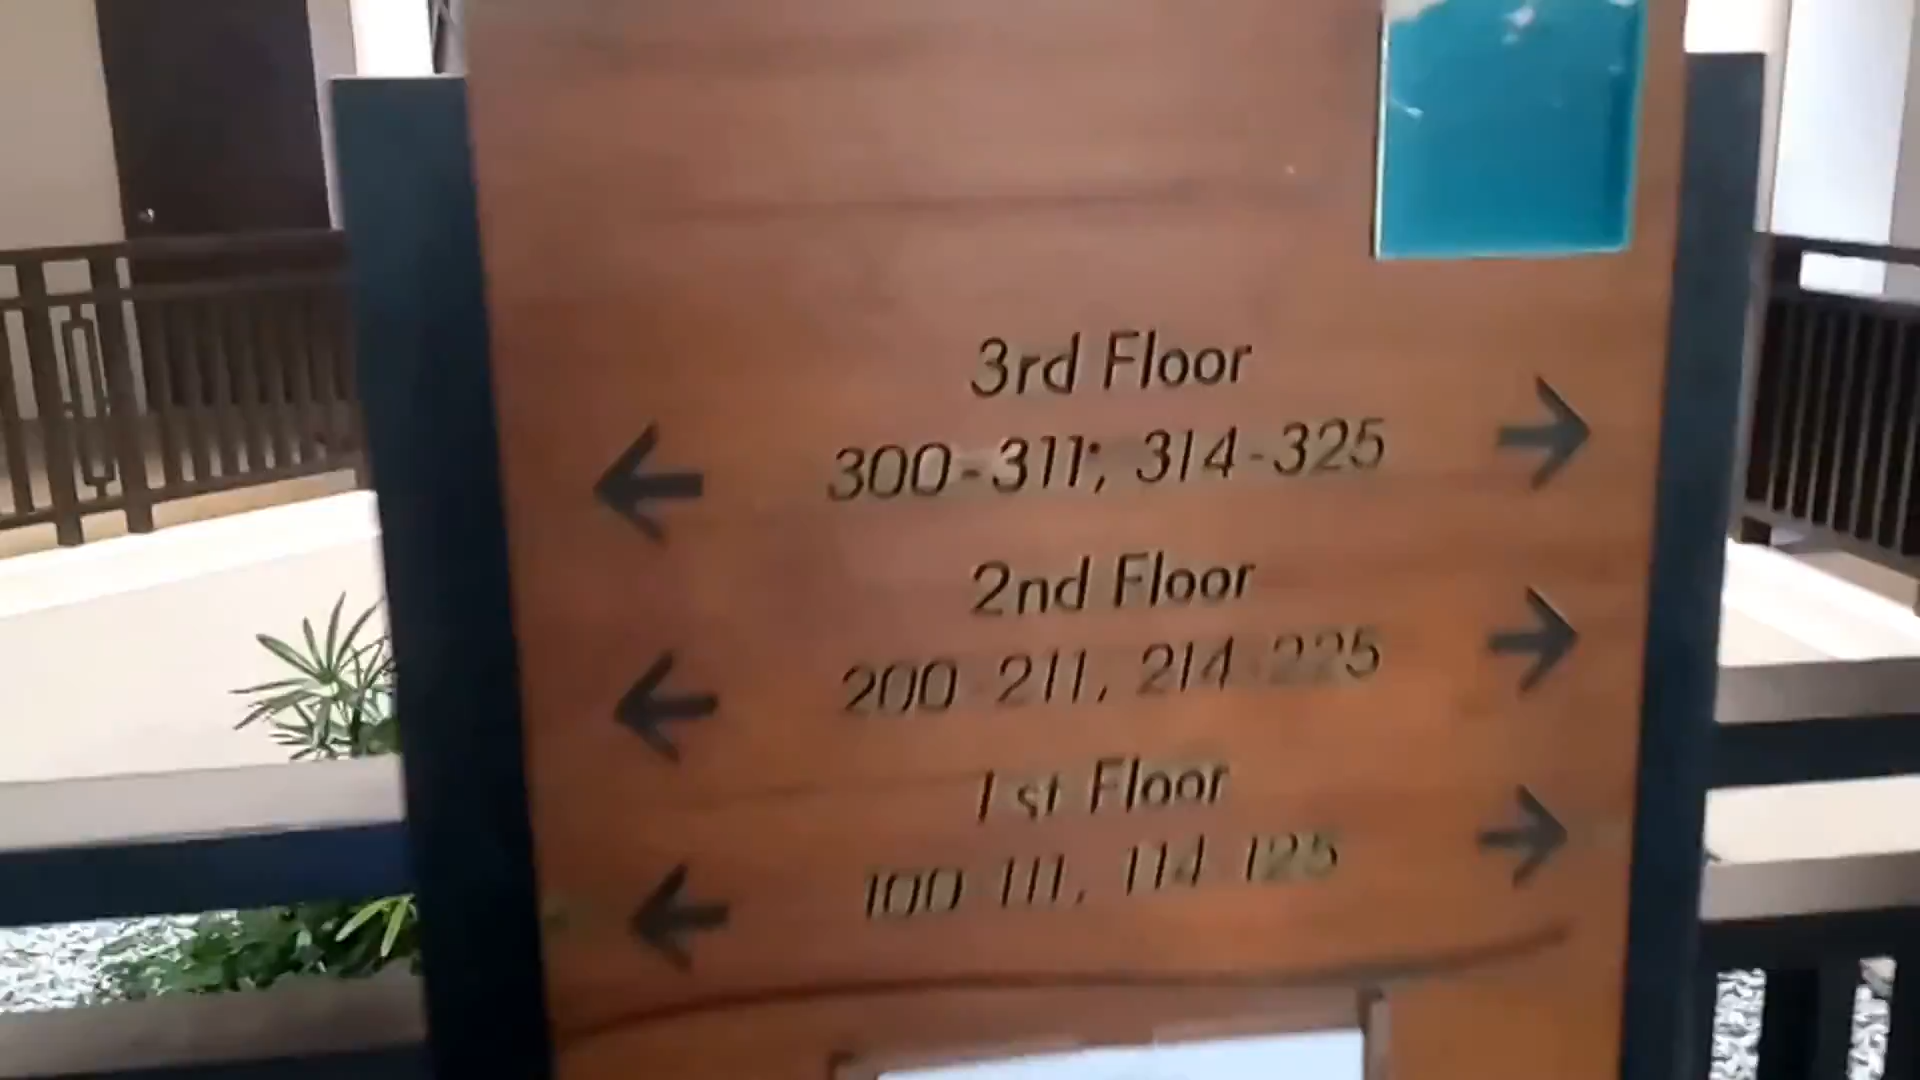 3rd Floor
300-311, 314-325
2nd Floor
200-211, 214-225
1st Floor
100-111, 114-125